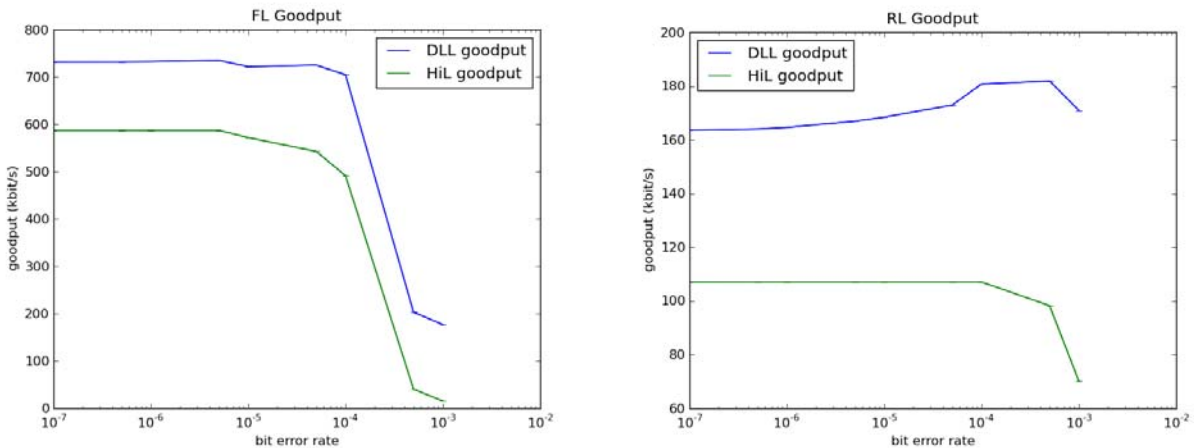 FL Goodput
800
700
600
500
400
300
200
100
0
goodput (kbit/s)
DLL goodput
HiL goodput
10^-7
10^-6
10^-5
10^-4
10^-3
10^-2
bit error rate
RL Goodput
200
180
160
140
120
100
80
60
goodput (kbit/s)
DLL goodput
HiL goodput
10^-7
10^-6
10^-5
10^-4
10^-3
10^-2
bit error rate